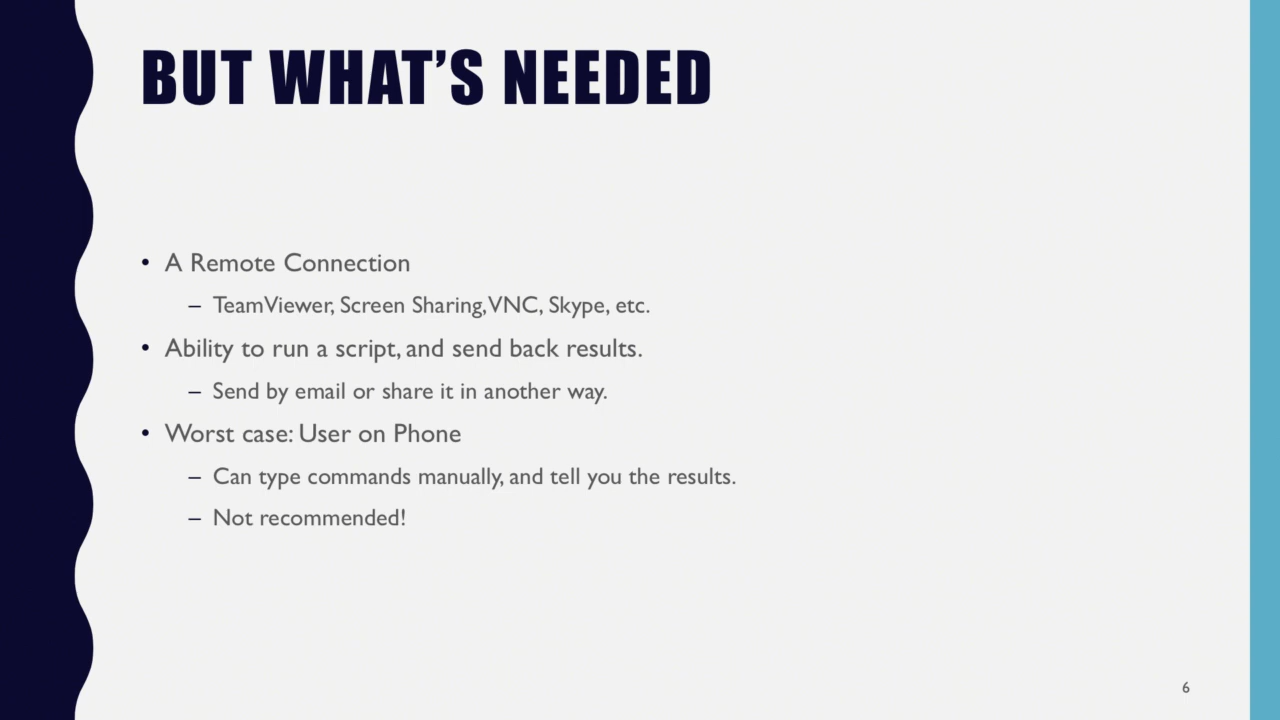 BUT WHAT’S NEEDED
• A Remote Connection
– TeamViewer, Screen Sharing, VNC, Skype, etc.
• Ability to run a script, and send back results.
– Send by email or share it in another way.
• Worst case: User on Phone
– Can type commands manually, and tell you the results.
– Not recommended!
6